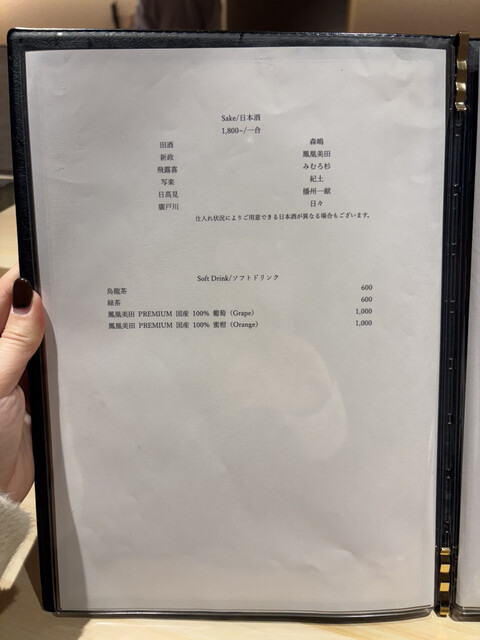 Sake/日本酒
1,800~/一合
田酒 森嶋
新政 鳳凰美田
飛露喜 みむろ杉
写楽 紀土
日高見 播州一献
廣戸川 日々
仕入れ状況によりご用意できる日本酒が異なる場合もございます。
Soft Drink/ソフトドリンク
烏龍茶 600
緑茶 600
鳳凰美田 PREMIUM 国産 100% 葡萄（Grape） 1,000
鳳凰美田 PREMIUM 国産 100% 蜜柑（Orange） 1,000